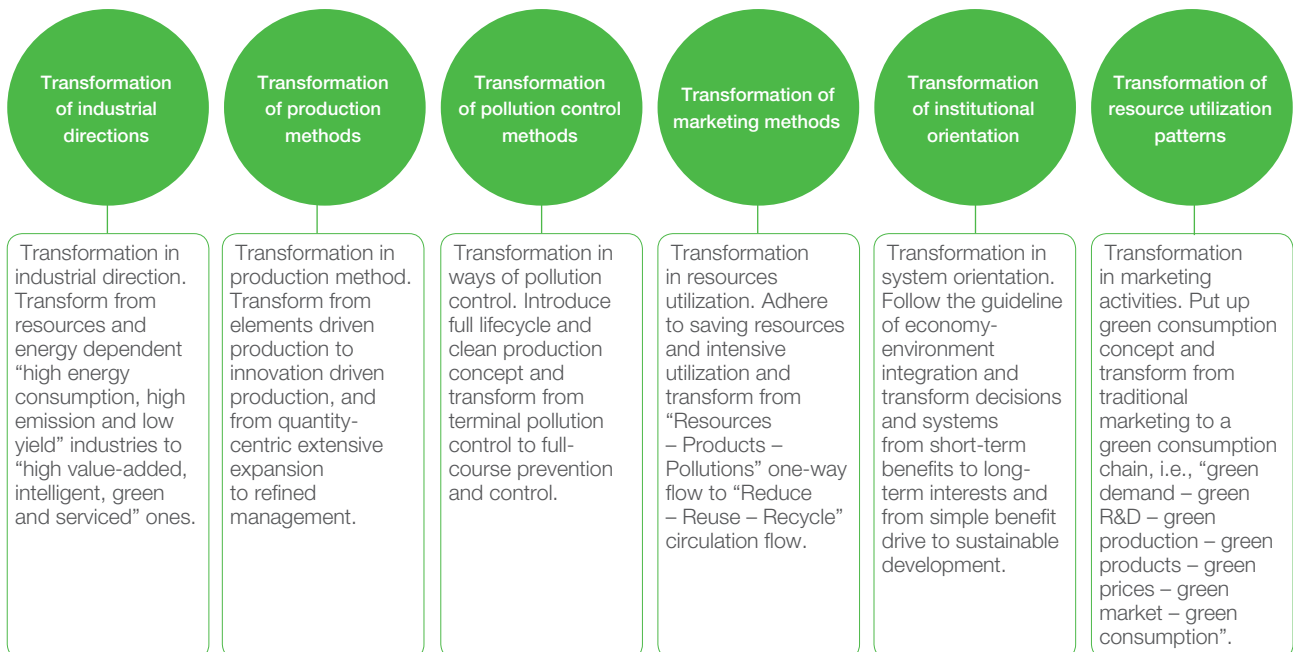 Transformation
of industrial
directions
Transformation
of production
methods
Transformation
of pollution control
methods
Transformation of
marketing methods
Transformation
of institutional
orientation
Transformation of
resource utilization
patterns
Transformation in
industrial direction.
Transform from
resources and
energy dependent
“high energy
consumption, high
emission and low
yield” industries to
“high value-added,
intelligent, green
and serviced” ones.
Transformation in
production method.
Transform from
elements driven
production to
innovation driven
production, and
from quantity-
centric extensive
expansion
to refined
management.
Transformation in
ways of pollution
control. Introduce
full lifecycle and
clean production
concept and
transform from
terminal pollution
control to full-
course prevention
and control.
Transformation
in resources
utilization. Adhere
to saving resources
and intensive
utilization and
transform from
“Resources
– Products –
Pollutions” one-way
flow to “Reduce
– Reuse – Recycle”
circulation flow.
Transformation in
system orientation.
Follow the guideline
of economy-
environment
integration and
transform decisions
and systems
from short-term
benefits to long-
term interests and
from simple benefit
drive to sustainable
development.
Transformation
in marketing
activities. Put up
green consumption
concept and
transform from
traditional
marketing to a
green consumption
chain, i.e., “green
demand – green
R&D – green
production – green
products – green
prices – green
market – green
consumption”.